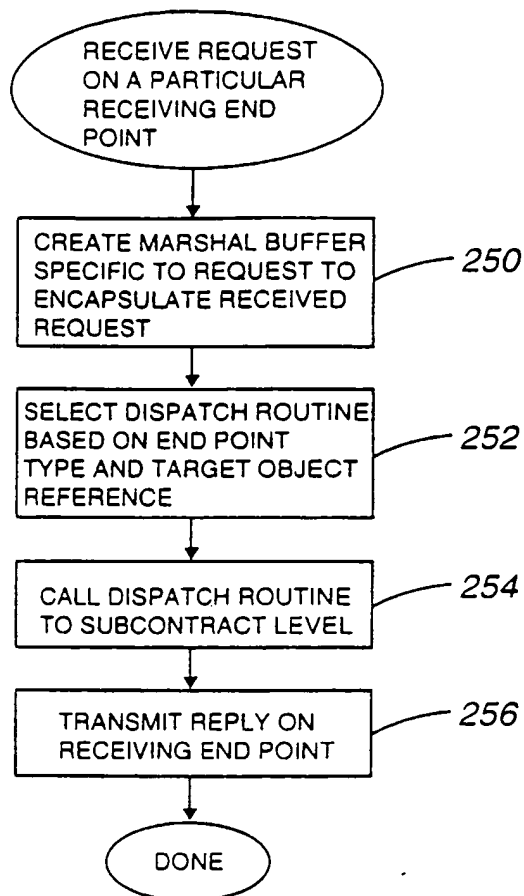 RECEIVE REQUEST
ON A PARTICULAR
RECEIVING END
POINT
CREATE MARSHAL BUFFER
SPECIFIC TO REQUEST TO
ENCAPSULATE RECEIVED
REQUEST
250
SELECT DISPATCH ROUTINE
BASED ON END POINT
TYPE AND TARGET OBJECT
REFERENCE
252
CALL DISPATCH ROUTINE
TO SUBCONTRACT LEVEL
254
TRANSMIT REPLY ON
RECEIVING END POINT
256
DONE